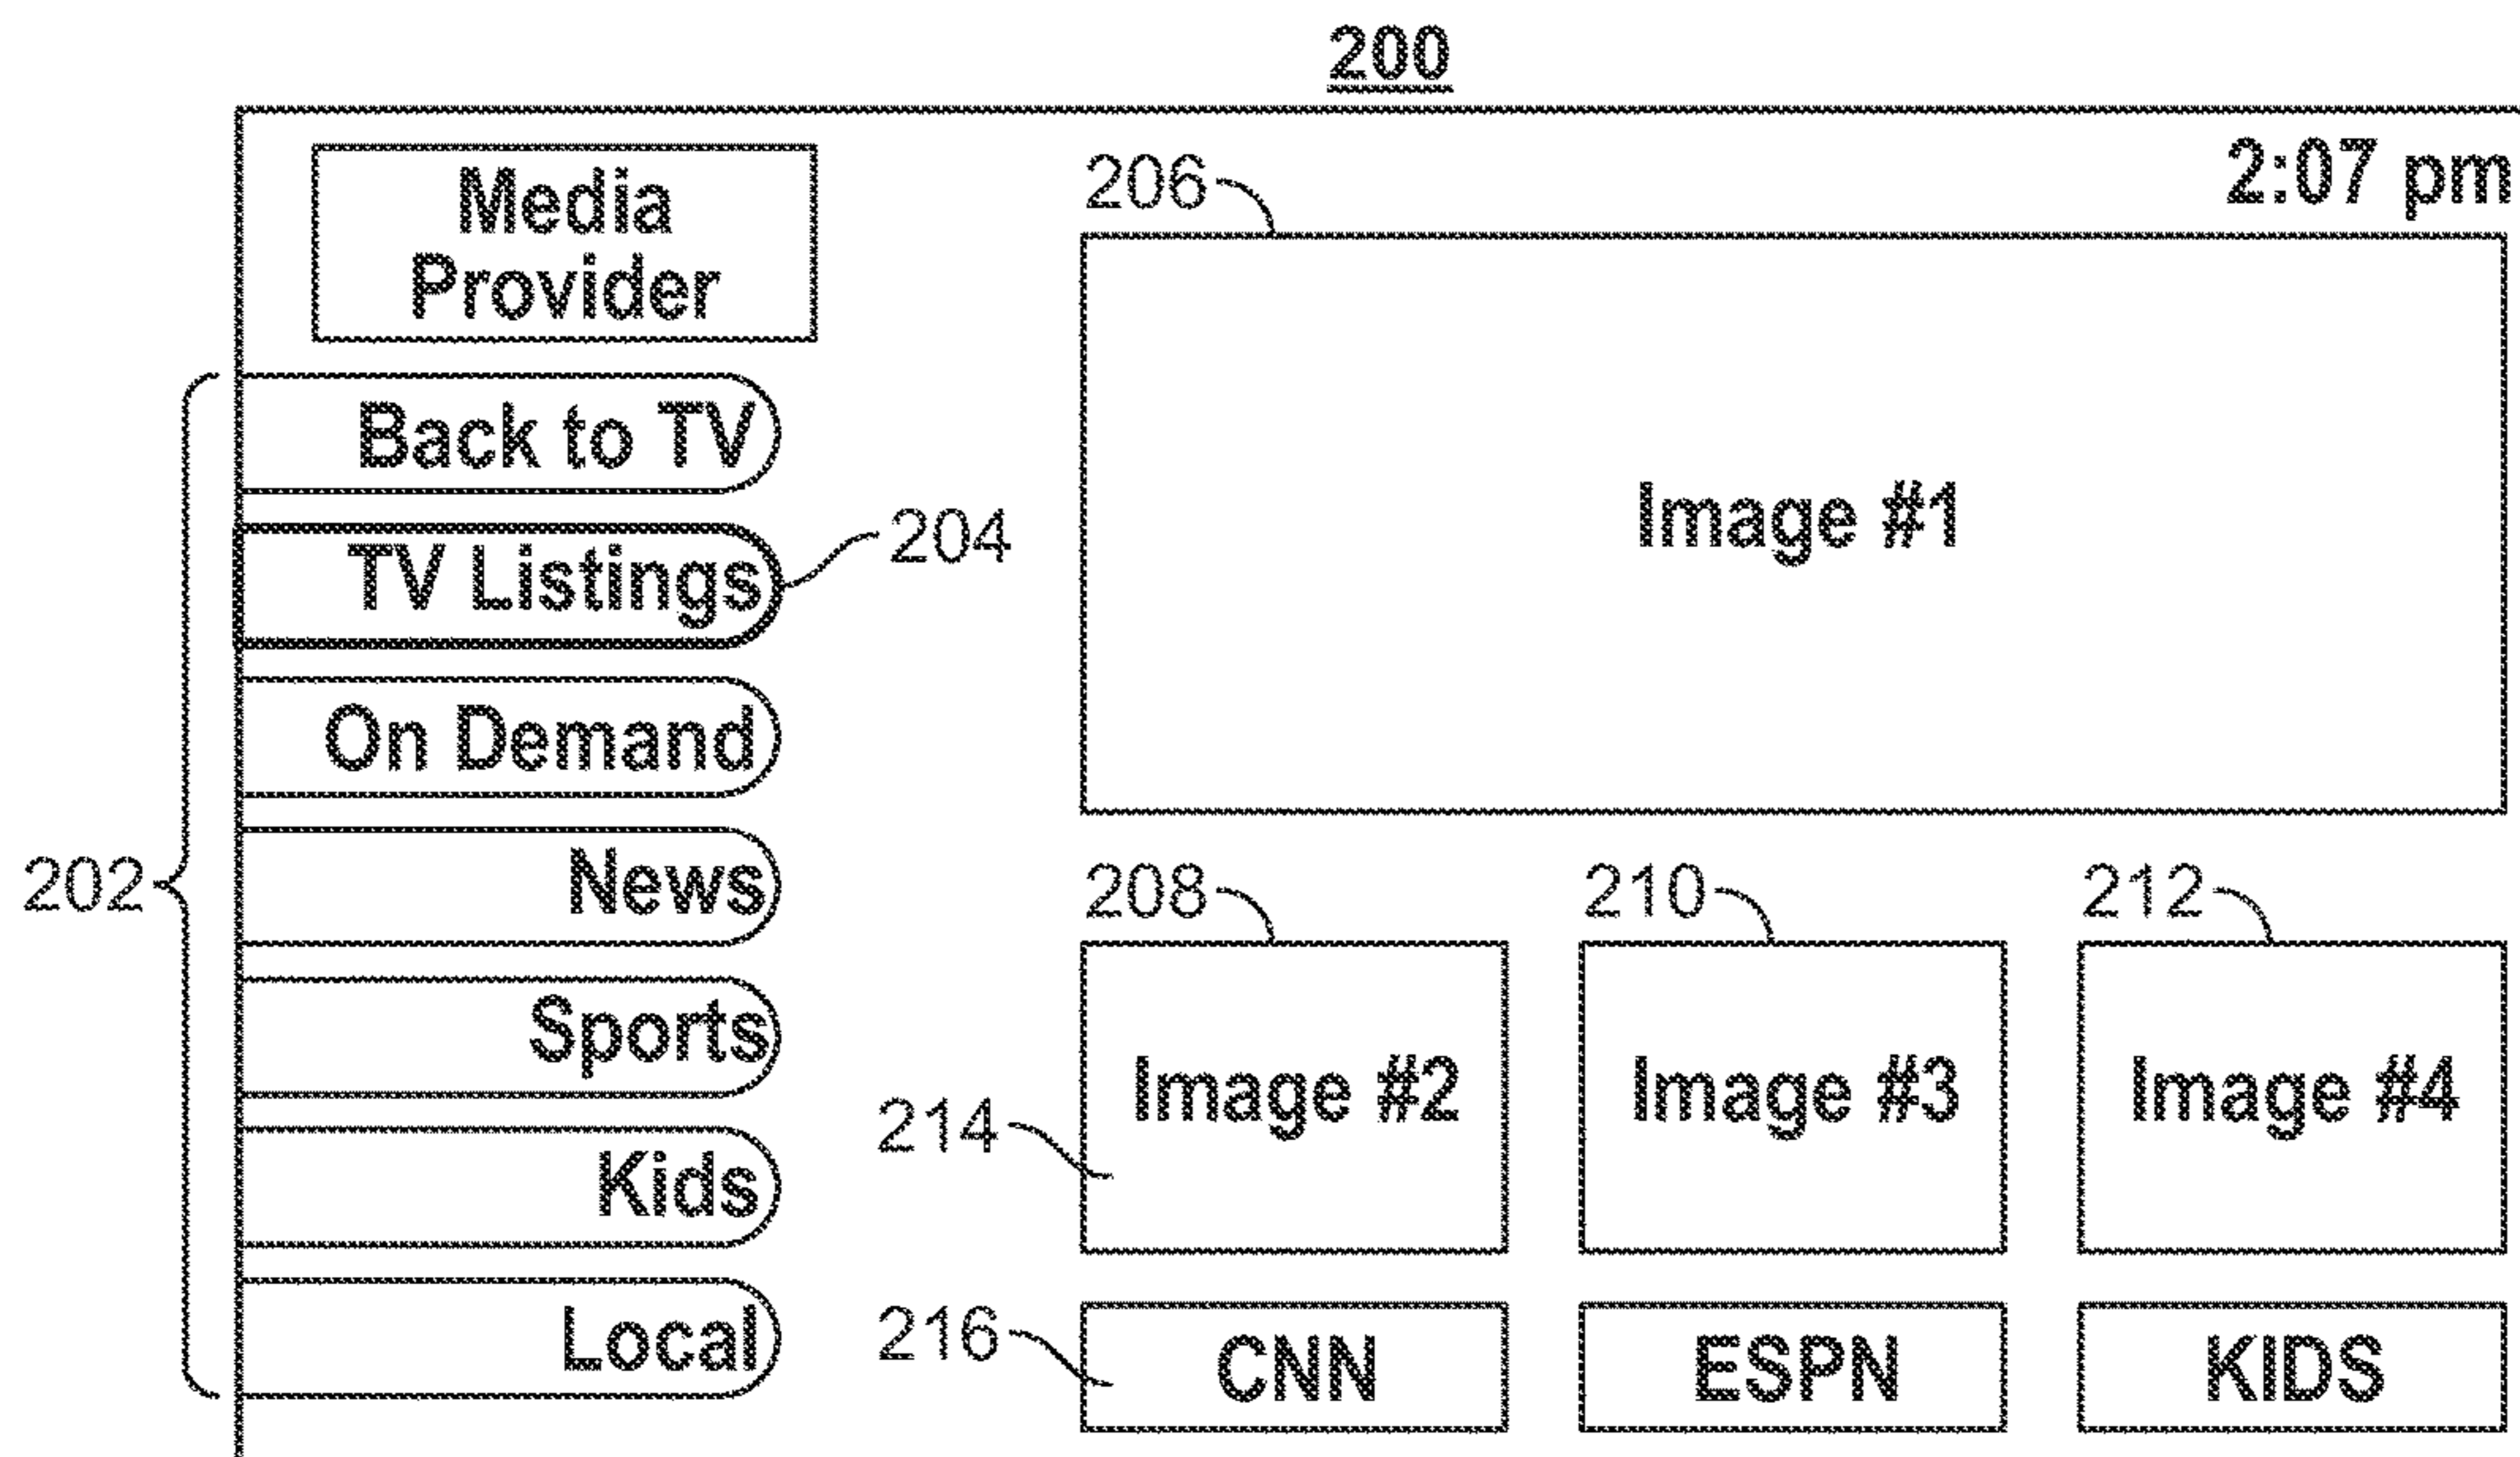 200
2:07 pm
Media
Provider
206
Image #1
Back to TV
TV Listings
204
On Demand
News
202
208
210
212
Sports
Kids
Local
Image #2
Image #3
Image #4
214
216
CNN
ESPN
KIDS